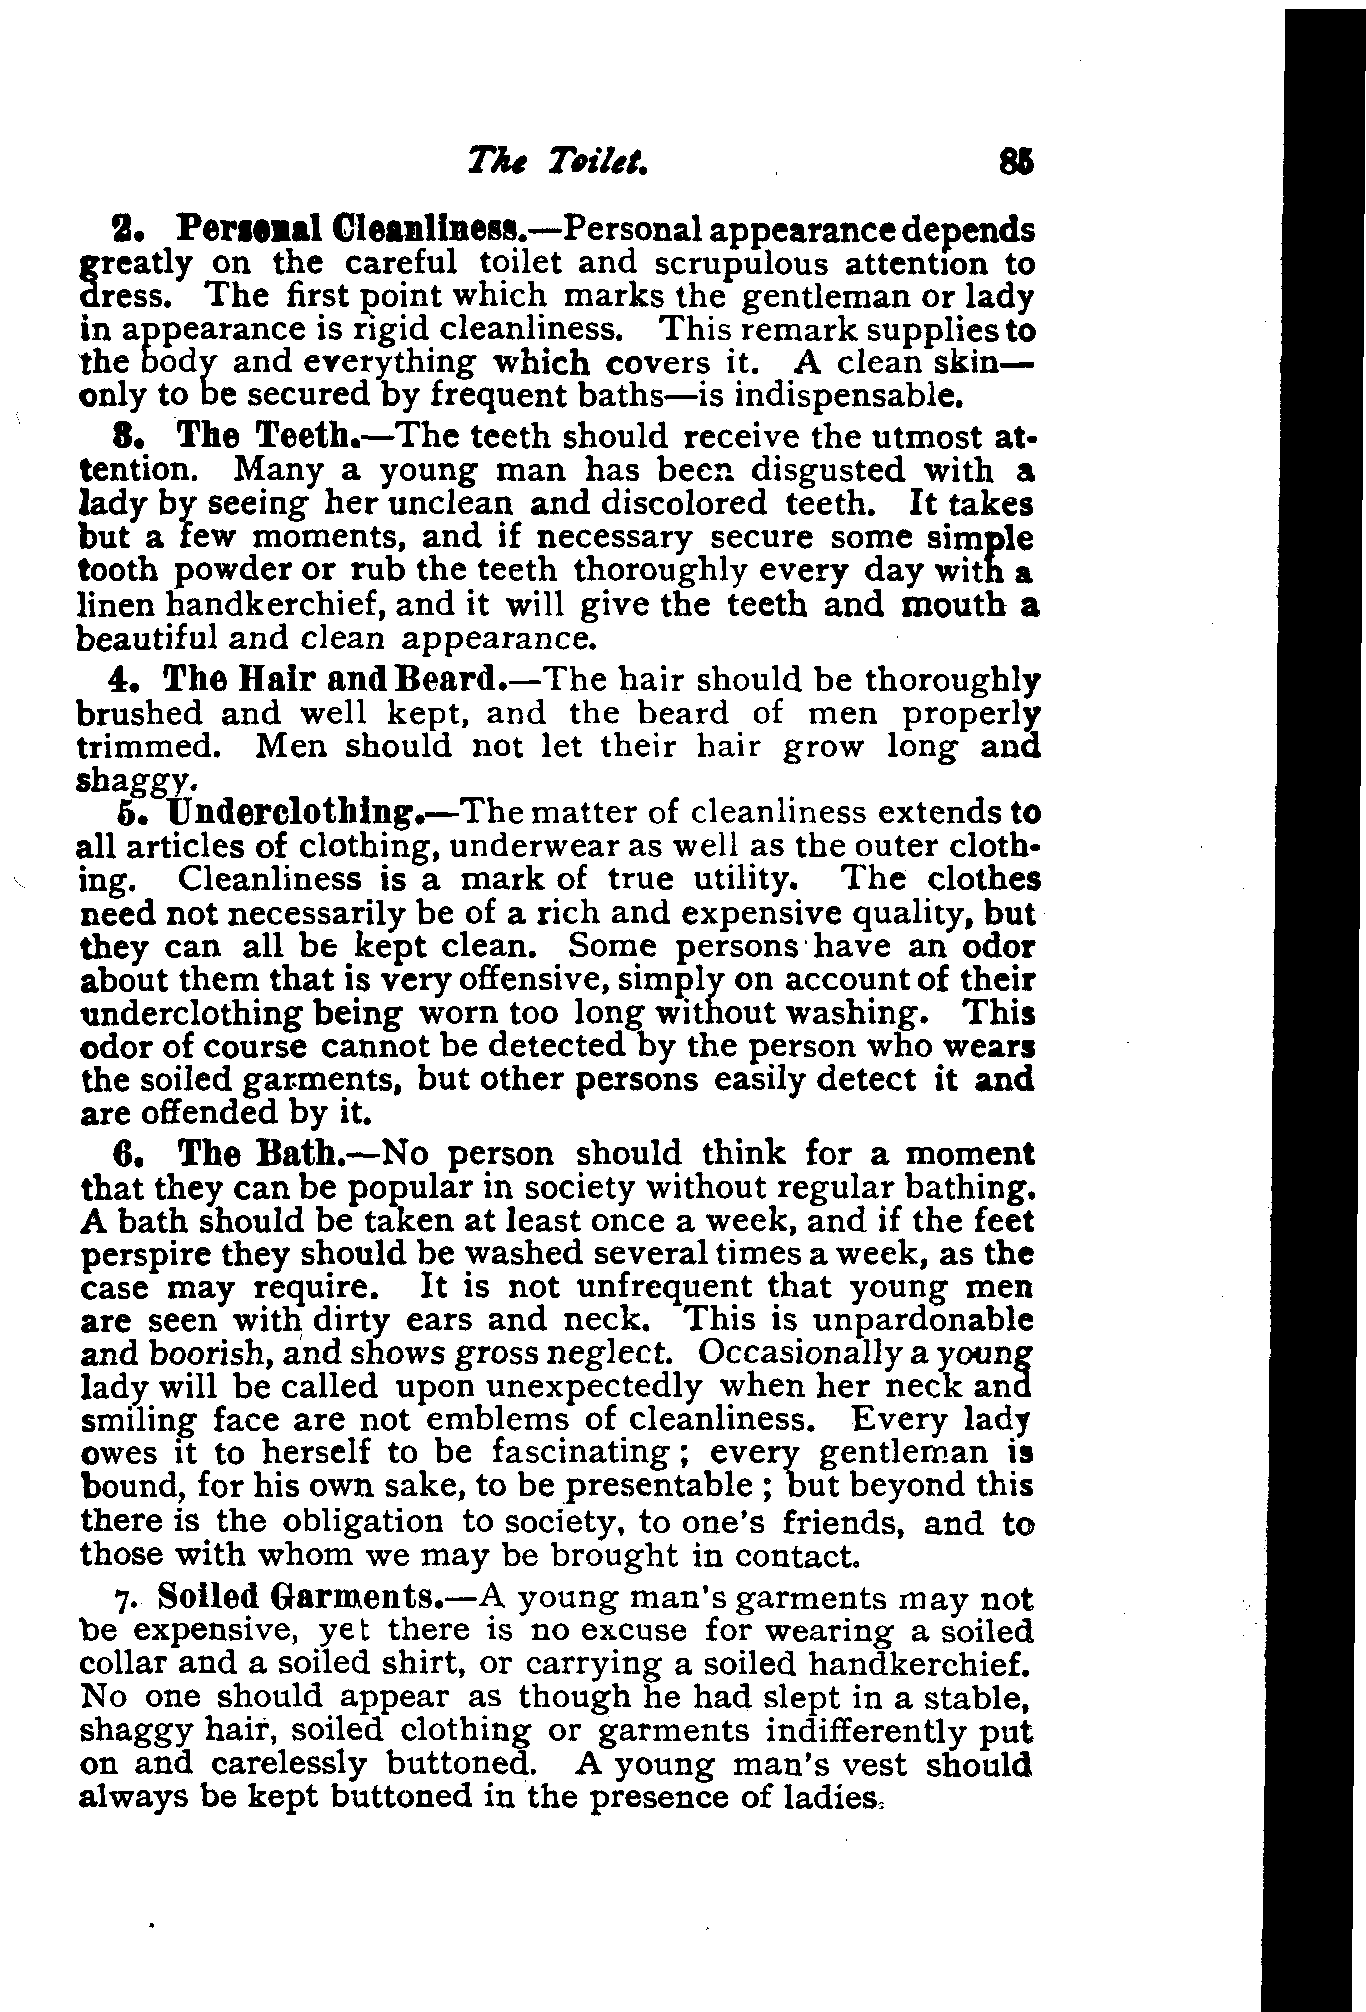 The Toilet. 85
2. Personal Cleanliness.—Personal appearance depends
greatly on the careful toilet and scrupulous attention to
dress. The first point which marks the gentleman or lady
in appearance is rigid cleanliness. This remark supplies to
the body and everything which covers it. A clean skin—
only to be secured by frequent baths—is indispensable.
3. The Teeth.—The teeth should receive the utmost at-
tention. Many a young man has been disgusted with a
lady by seeing her unclean and discolored teeth. It takes
but a few moments, and if necessary secure some simple
tooth powder or rub the teeth thoroughly every day with a
linen handkerchief, and it will give the teeth and mouth a
beautiful and clean appearance.
4. The Hair and Beard.—The hair should be thoroughly
brushed and well kept, and the beard of men properly
trimmed. Men should not let their hair grow long and
shaggy.
5. Underclothing.—The matter of cleanliness extends to
all articles of clothing, underwear as well as the outer cloth-
ing. Cleanliness is a mark of true utility. The clothes
need not necessarily be of a rich and expensive quality, but
they can all be kept clean. Some persons have an odor
about them that is very offensive, simply on account of their
underclothing being worn too long without washing. This
odor of course cannot be detected by the person who wears
the soiled garments, but other persons easily detect it and
are offended by it.
6. The Bath.—No person should think for a moment
that they can be popular in society without regular bathing.
A bath should be taken at least once a week, and if the feet
perspire they should be washed several times a week, as the
case may require. It is not unfrequent that young men
are seen with dirty ears and neck. This is unpardonable
and boorish, and shows gross neglect. Occasionally a young
lady will be called upon unexpectedly when her neck and
smiling face are not emblems of cleanliness. Every lady
owes it to herself to be fascinating; every gentleman is
bound, for his own sake, to be presentable; but beyond this
there is the obligation to society, to one's friends, and to
those with whom we may be brought in contact.
7. Soiled Garments.—A young man's garments may not
be expensive, yet there is no excuse for wearing a soiled
collar and a soiled shirt, or carrying a soiled handkerchief.
No one should appear as though he had slept in a stable,
shaggy hair, soiled clothing or garments indifferently put
on and carelessly buttoned. A young man's vest should
always be kept buttoned in the presence of ladies.